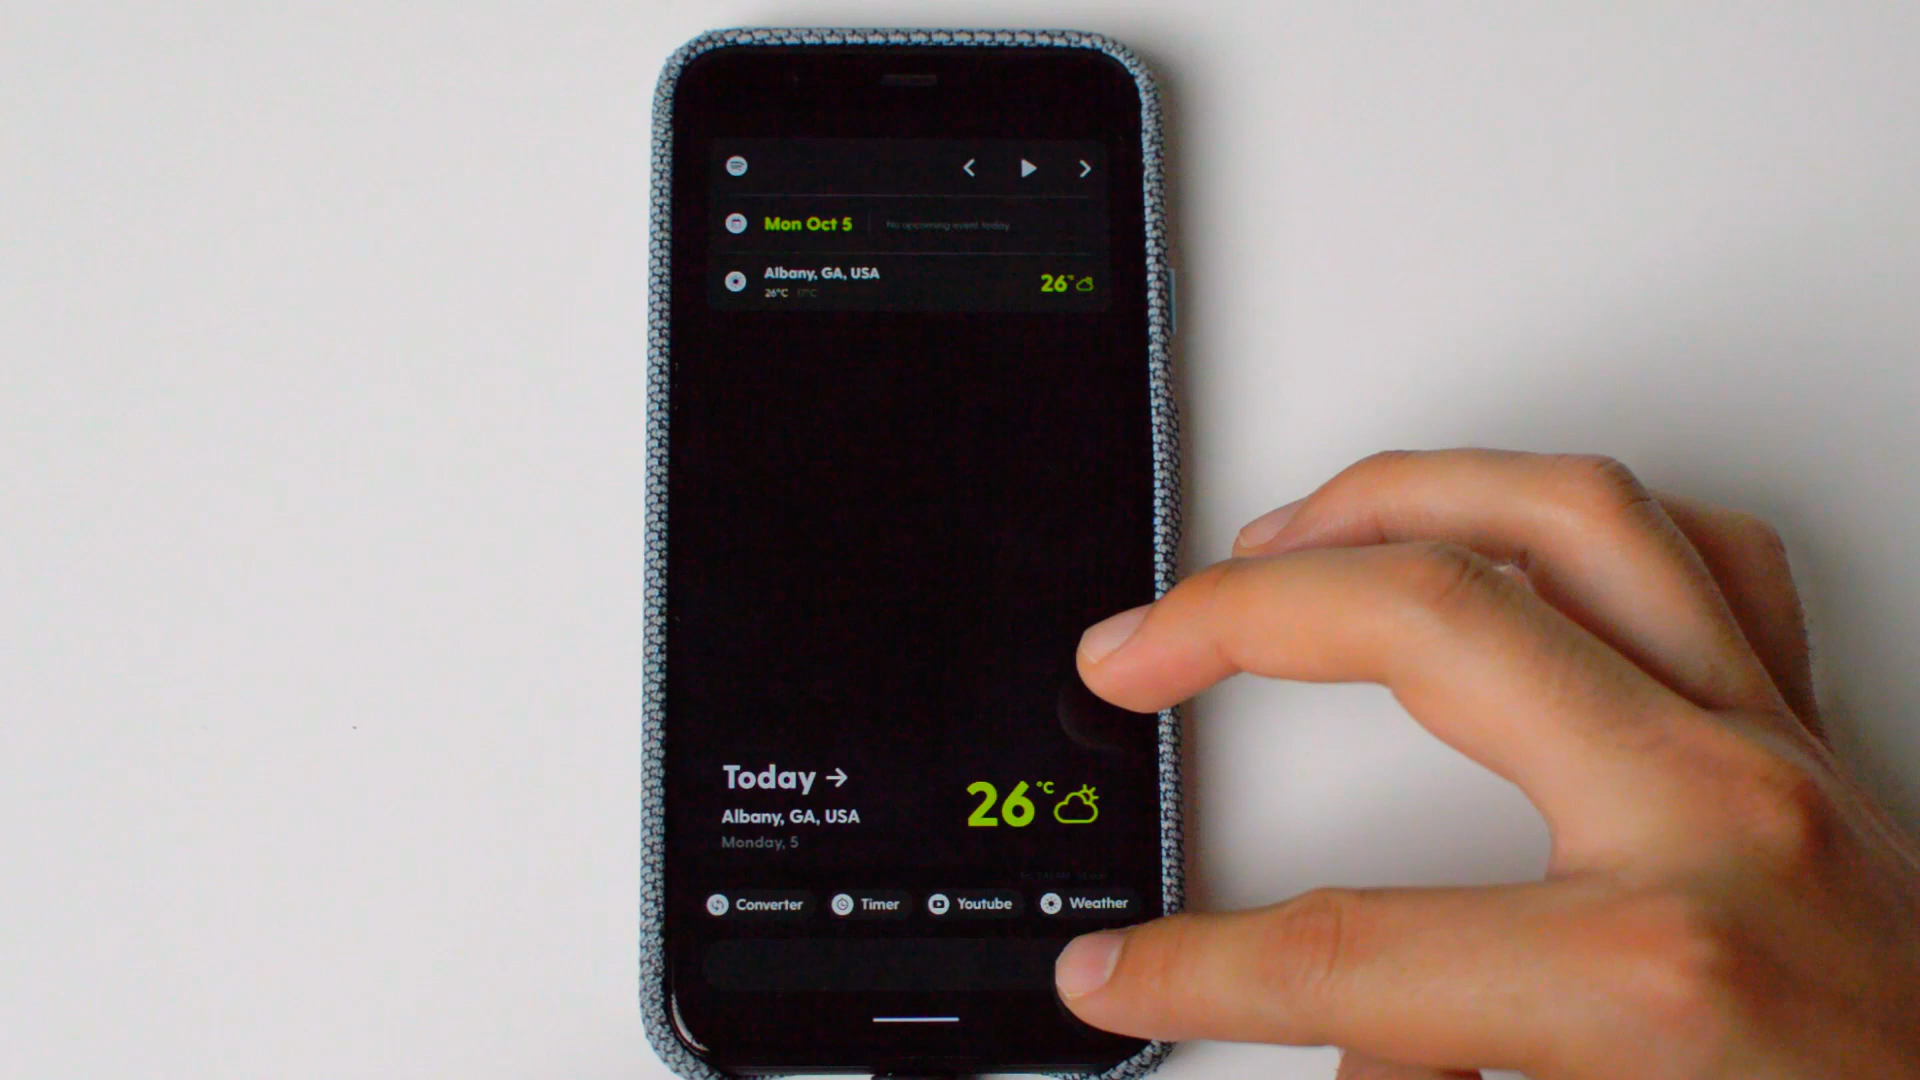 Mon Oct 5
No upcoming event today
Albany, GA, USA
26°C 17°C
26°
Today →
Albany, GA, USA
Monday, 5
26°C
Converter
Timer
Youtube
Weather